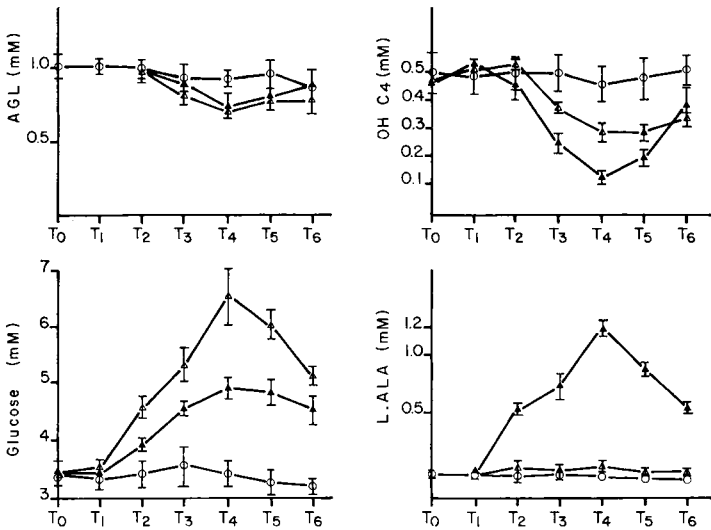 AGL (mM)
1.0
0.5
T0 T1 T2 T3 T4 T5 T6
OH C4 (mM)
0.5
0.4
0.3
0.2
0.1
T0 T1 T2 T3 T4 T5 T6
Glucose (mM)
7
6
5
4
3
T0 T1 T2 T3 T4 T5 T6
L.ALA (mM)
1.2
1.0
0.5
T0 T1 T2 T3 T4 T5 T6